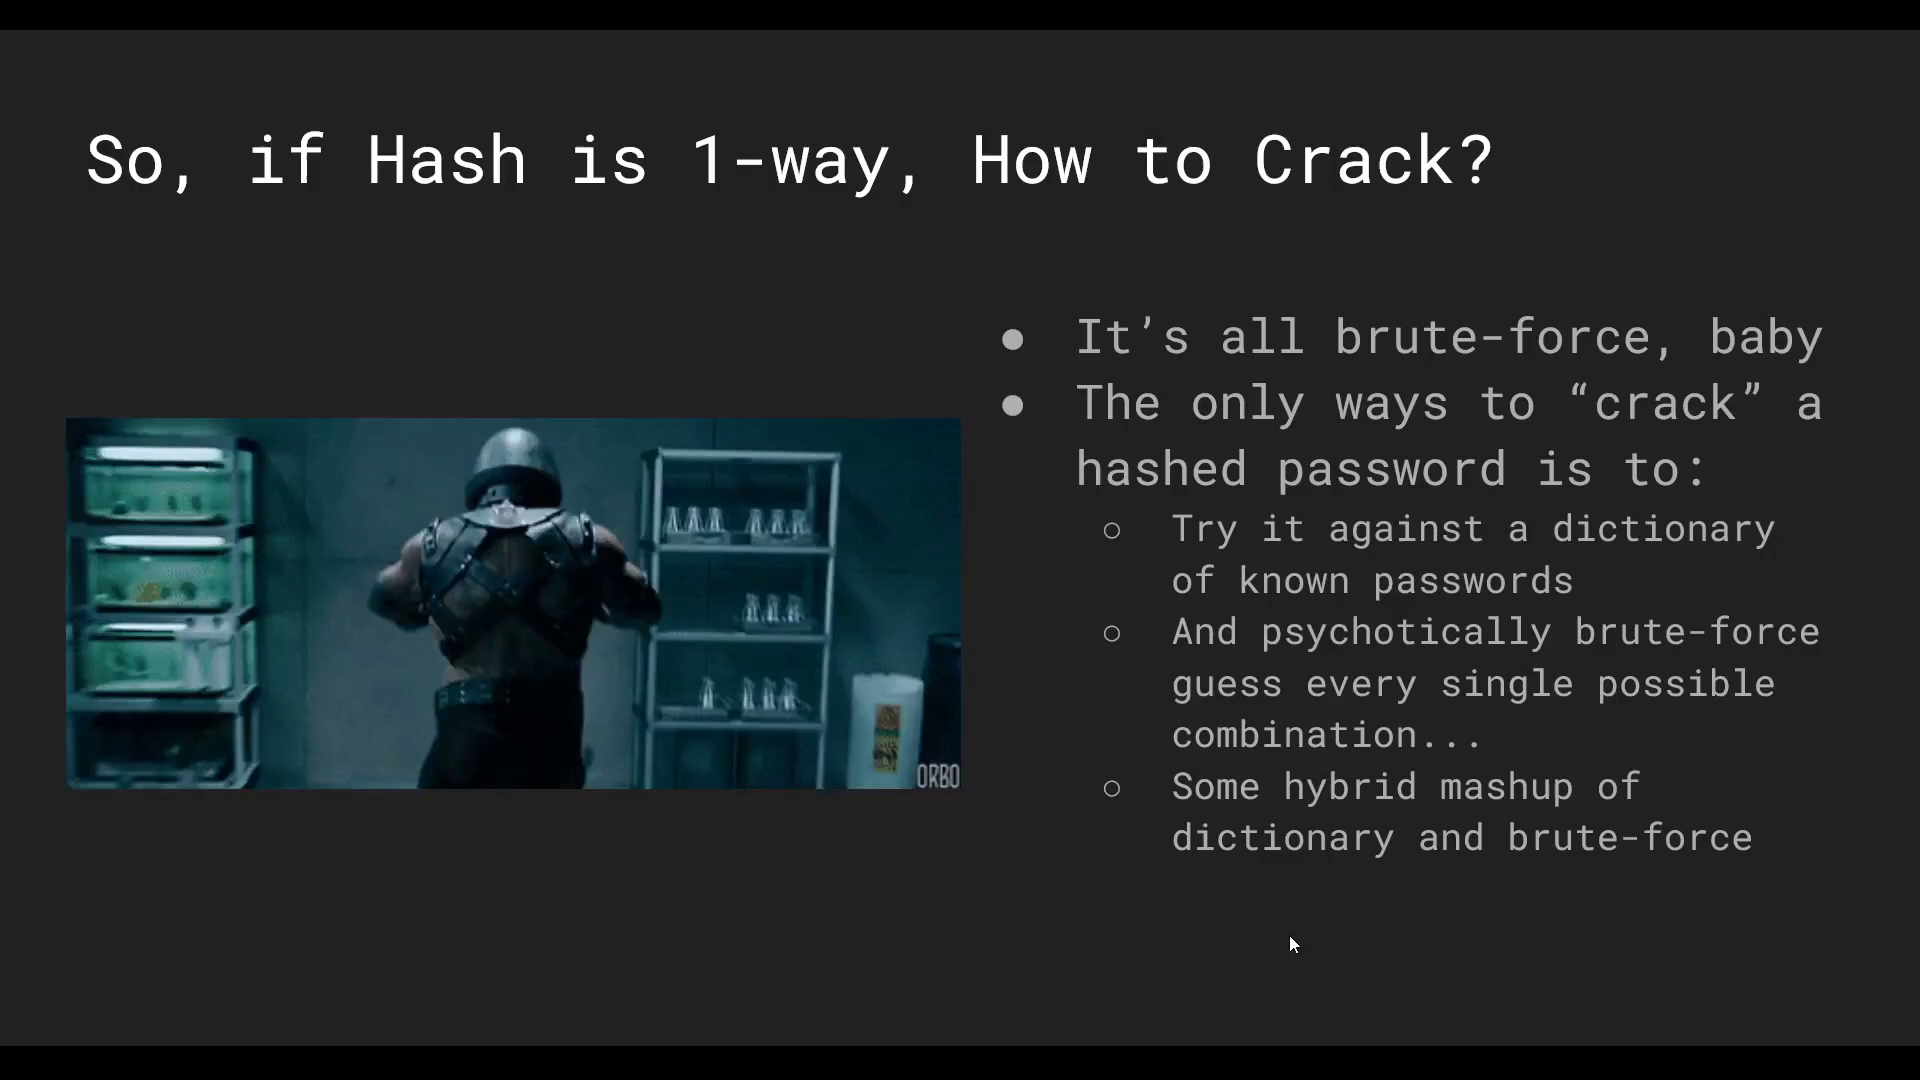 So, if Hash is 1-way, How to Crack?
● It’s all brute-force, baby
● The only ways to “crack” a
hashed password is to:
○ Try it against a dictionary
of known passwords
○ And psychotically brute-force
guess every single possible
combination...
○ Some hybrid mashup of
dictionary and brute-force
ORBO